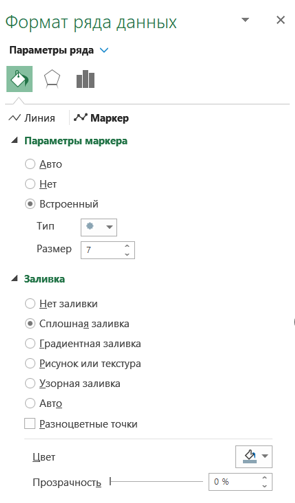 Формат ряда данных
Параметры ряда
Линия Маркер
Параметры маркера
Авто
Нет
Встроенный
Тип
Размер 7
Заливка
Нет заливки
Сплошная заливка
Градиентная заливка
Рисунок или текстура
Узорная заливка
Авто
Разноцветные точки
Цвет
Прозрачность 0 %